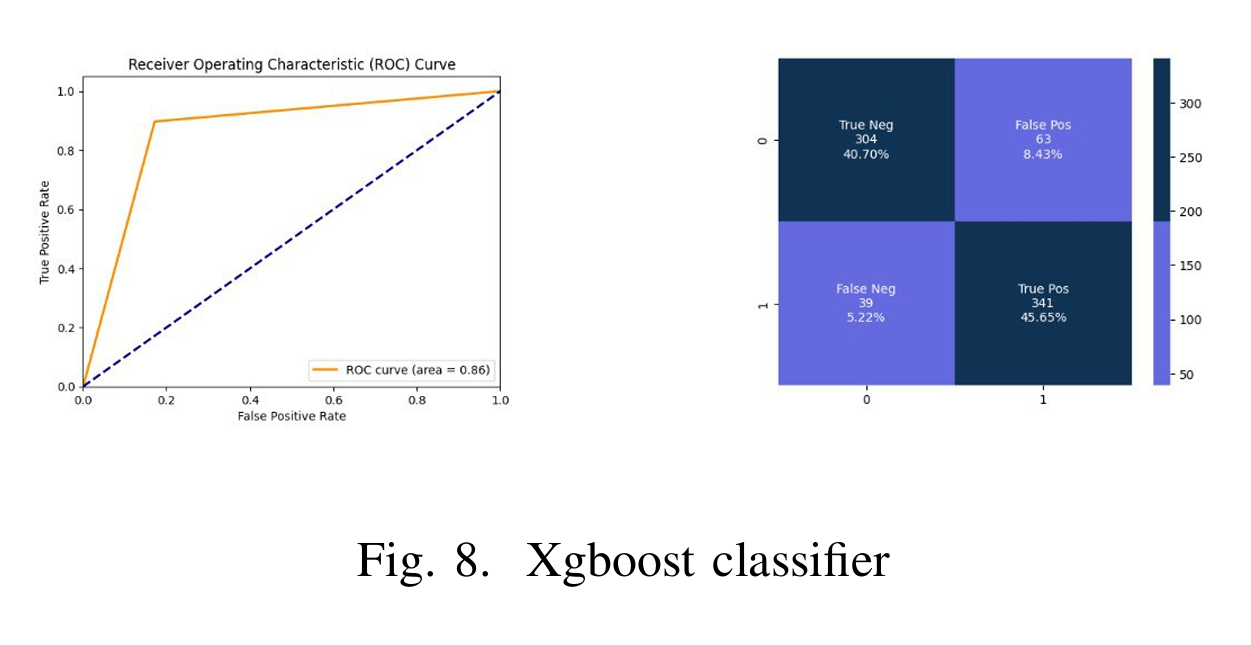 Receiver Operating Characteristic (ROC) Curve
True Positive Rate
1.0
0.8
0.6
0.4
0.2
0.0
ROC curve (area = 0.86)
0.0 0.2 0.4 0.6 0.8 1.0
False Positive Rate
0
1
True Neg
304
40.70%
False Pos
63
8.43%
False Neg
39
5.22%
True Pos
341
45.65%
0 1
300
250
200
150
100
50
Fig. 8. Xgboost classifier